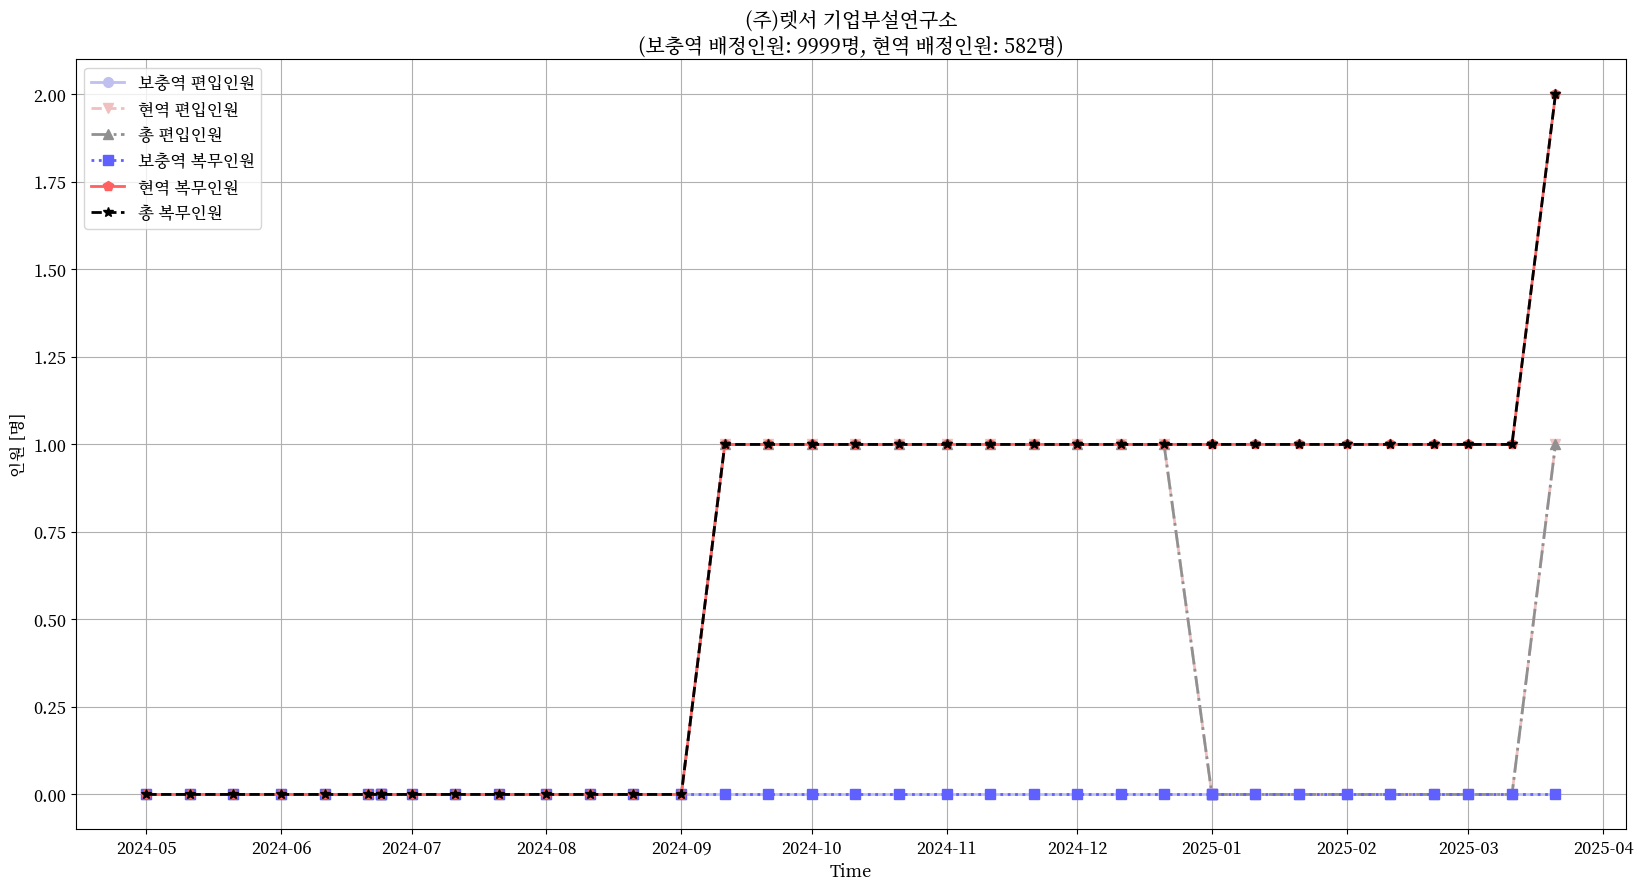 (주)렛서 기업부설연구소
(보충역 배정인원: 9999명, 현역 배정인원: 582명)
보충역 편입인원
현역 편입인원
총 편입인원
보충역 복무인원
현역 복무인원
총 복무인원
2.00
1.75
1.50
1.25
1.00
0.75
0.50
0.25
0.00
인원 [명]
2024-05
2024-06
2024-07
2024-08
2024-09
2024-10
2024-11
2024-12
2025-01
2025-02
2025-03
2025-04
Time